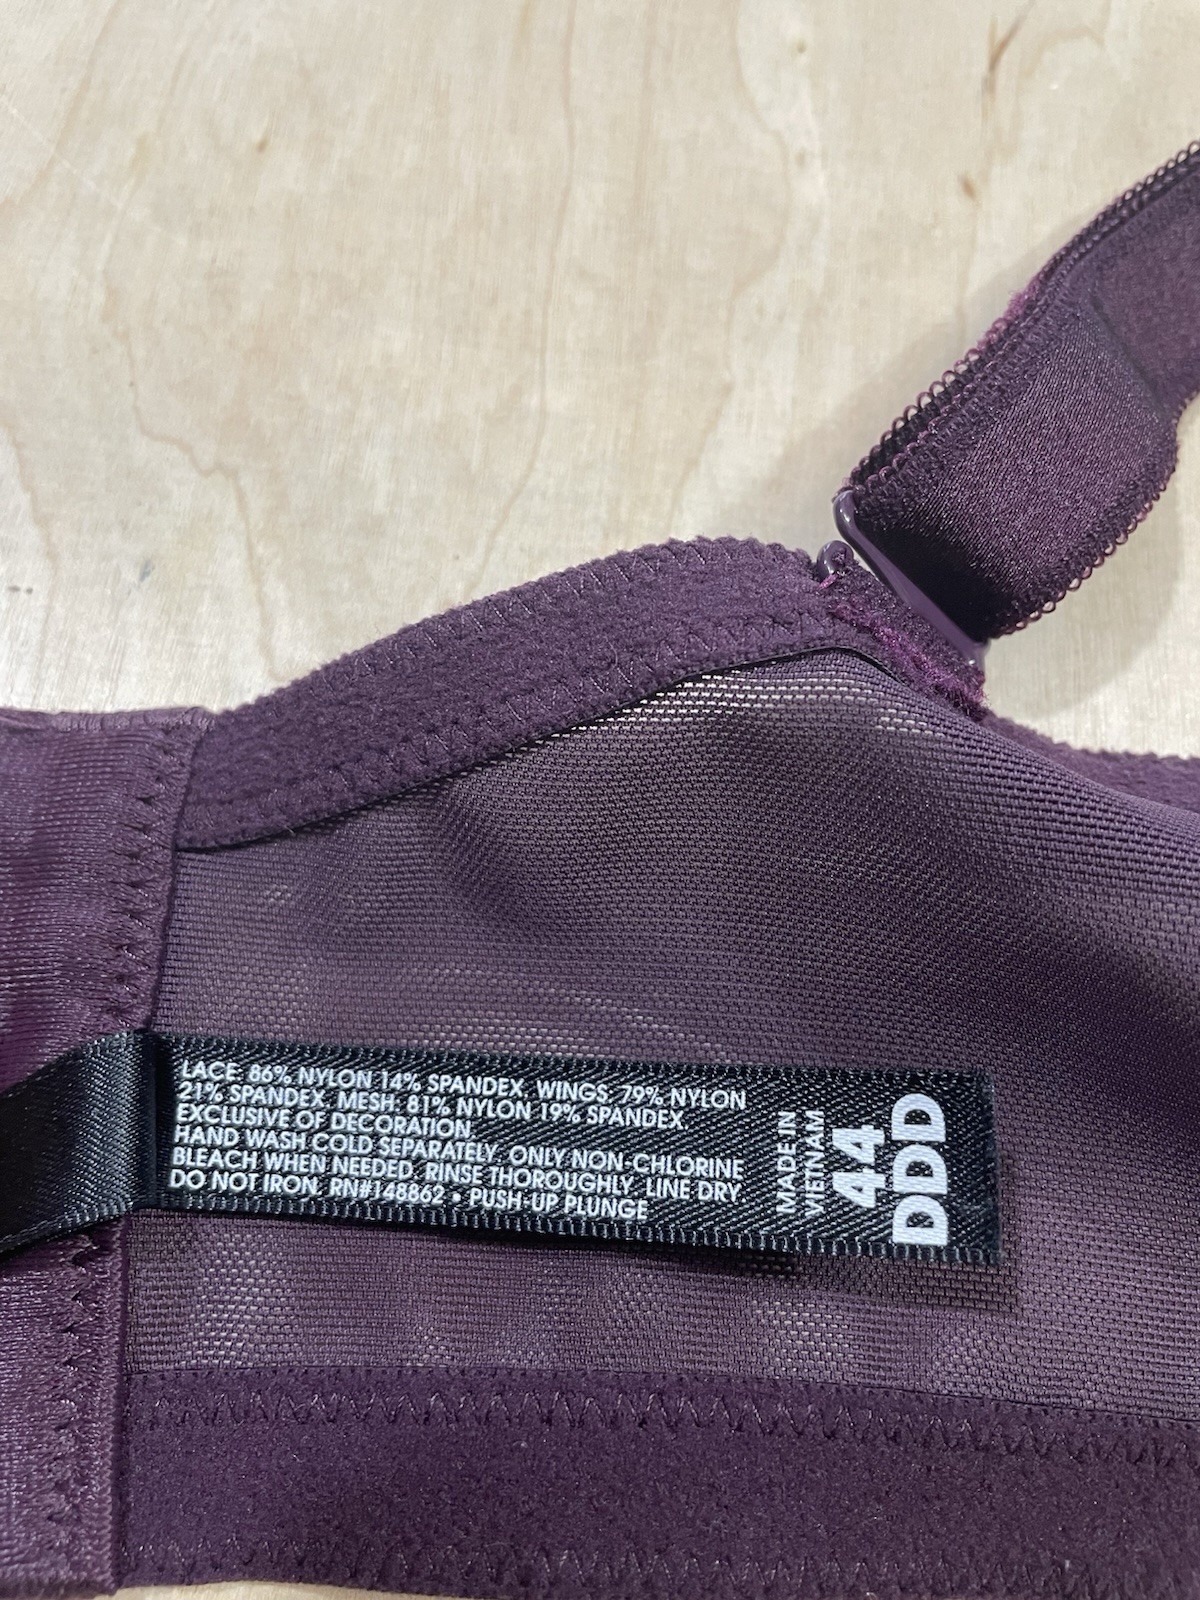 LACE. 86% NYLON 14% SPANDEX. WINGS. 79% NYLON
21% SPANDEX. MESH. 81% NYLON 19% SPANDEX.
EXCLUSIVE OF DECORATION.
HAND WASH COLD SEPARATELY. ONLY NON-CHLORINE
BLEACH WHEN NEEDED. RINSE THOROUGHLY. LINE DRY.
DO NOT IRON. RN#148862 • PUSH-UP PLUNGE
MADE IN
VIETNAM
44
DDD